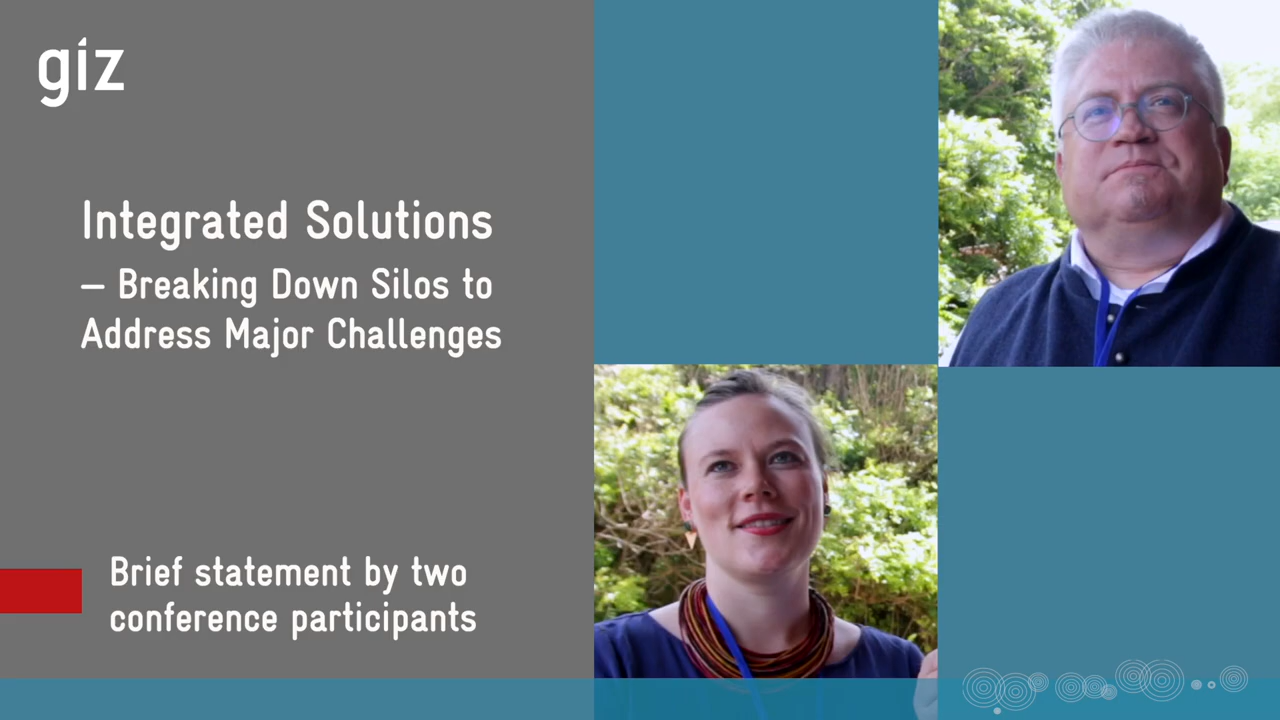 giz
Integrated Solutions
– Breaking Down Silos to
Address Major Challenges
Brief statement by two
conference participants